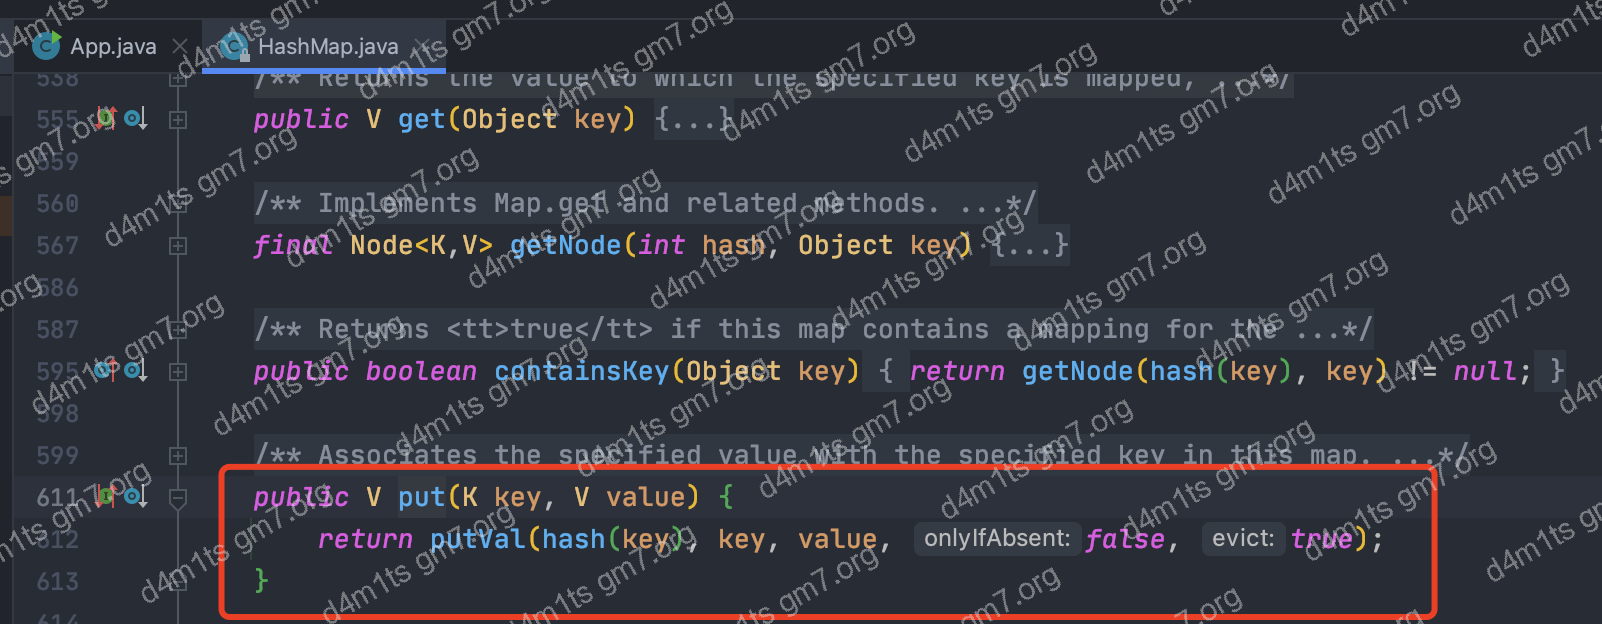 App.java HashMap.java
538 /** Returns the value to which the specified key is mapped, ...*/
555 public V get(Object key) {...}
559
560 /** Implements Map.get and related methods. ...*/
567 final Node<K,V> getNode(int hash, Object key) {...}
586
587 /** Returns <tt>true</tt> if this map contains a mapping for the ...*/
595 public boolean containsKey(Object key) { return getNode(hash(key), key) != null; }
598
599 /** Associates the specified value with the specified key in this map. ...*/
611 public V put(K key, V value) {
612 return putVal(hash(key), key, value, onlyIfAbsent: false, evict: true);
613 }
614
d4m1ts gm7.org